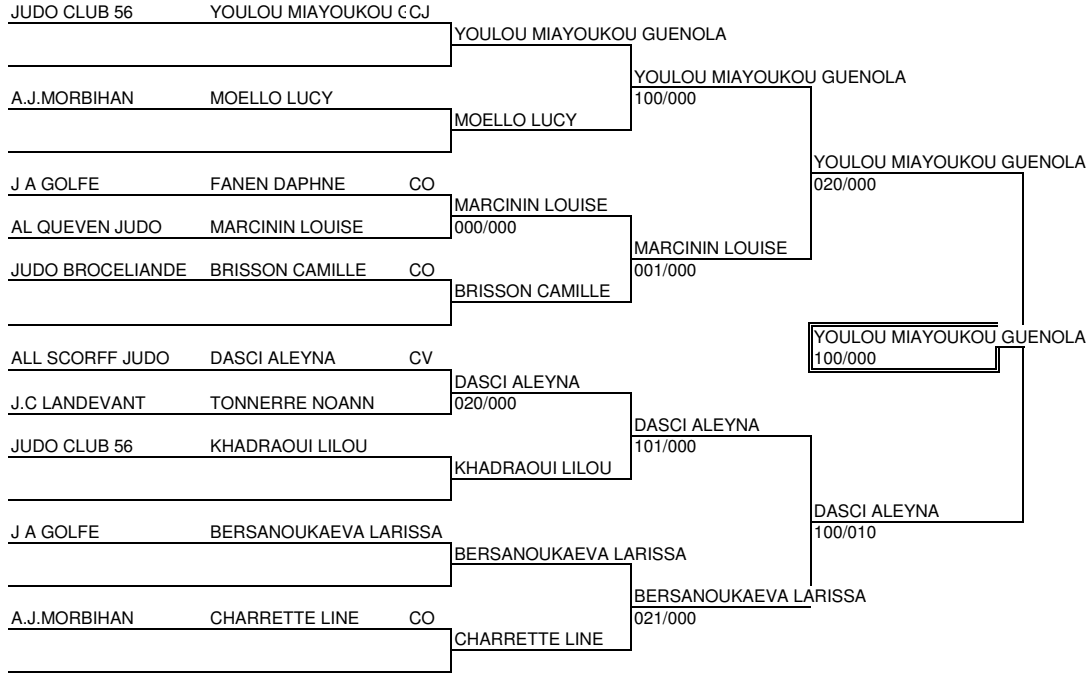 JUDO CLUB 56 YOULOU MIAYOUKOU G CJ
YOULOU MIAYOUKOU GUENOLA
YOULOU MIAYOUKOU GUENOLA
A.J.MORBIHAN MOELLO LUCY
100/000
MOELLO LUCY
YOULOU MIAYOUKOU GUENOLA
J A GOLFE FANEN DAPHNE CO
020/000
MARCININ LOUISE
AL QUEVEN JUDO MARCININ LOUISE
000/000
MARCININ LOUISE
JUDO BROCELIANDE BRISSON CAMILLE CO
001/000
BRISSON CAMILLE
YOULOU MIAYOUKOU GUENOLA
ALL SCORFF JUDO DASCI ALEYNA CV
100/000
DASCI ALEYNA
J.C LANDEVANT TONNERRE NOANN
020/000
DASCI ALEYNA
JUDO CLUB 56 KHADRAOUI LILOU
101/000
KHADRAOUI LILOU
DASCI ALEYNA
J A GOLFE BERSANOUKAEVA LARISSA
100/010
BERSANOUKAEVA LARISSA
BERSANOUKAEVA LARISSA
A.J.MORBIHAN CHARRETTE LINE CO
021/000
CHARRETTE LINE